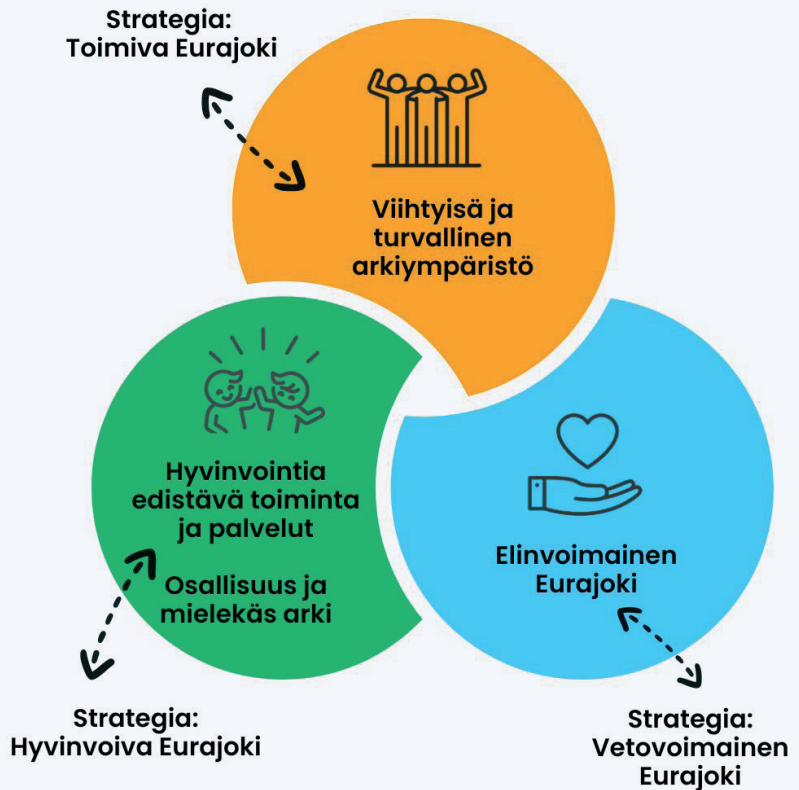 Strategia:
Toimiva Eurajoki
Viihtyisä ja
turvallinen
arkiympäristö
Hyvinvointia
edistävä toiminta
ja palvelut
Osallisuus ja
mielekäs arki
Elinvoimainen
Eurajoki
Strategia:
Hyvinvoiva Eurajoki
Strategia:
Vetovoimainen
Eurajoki